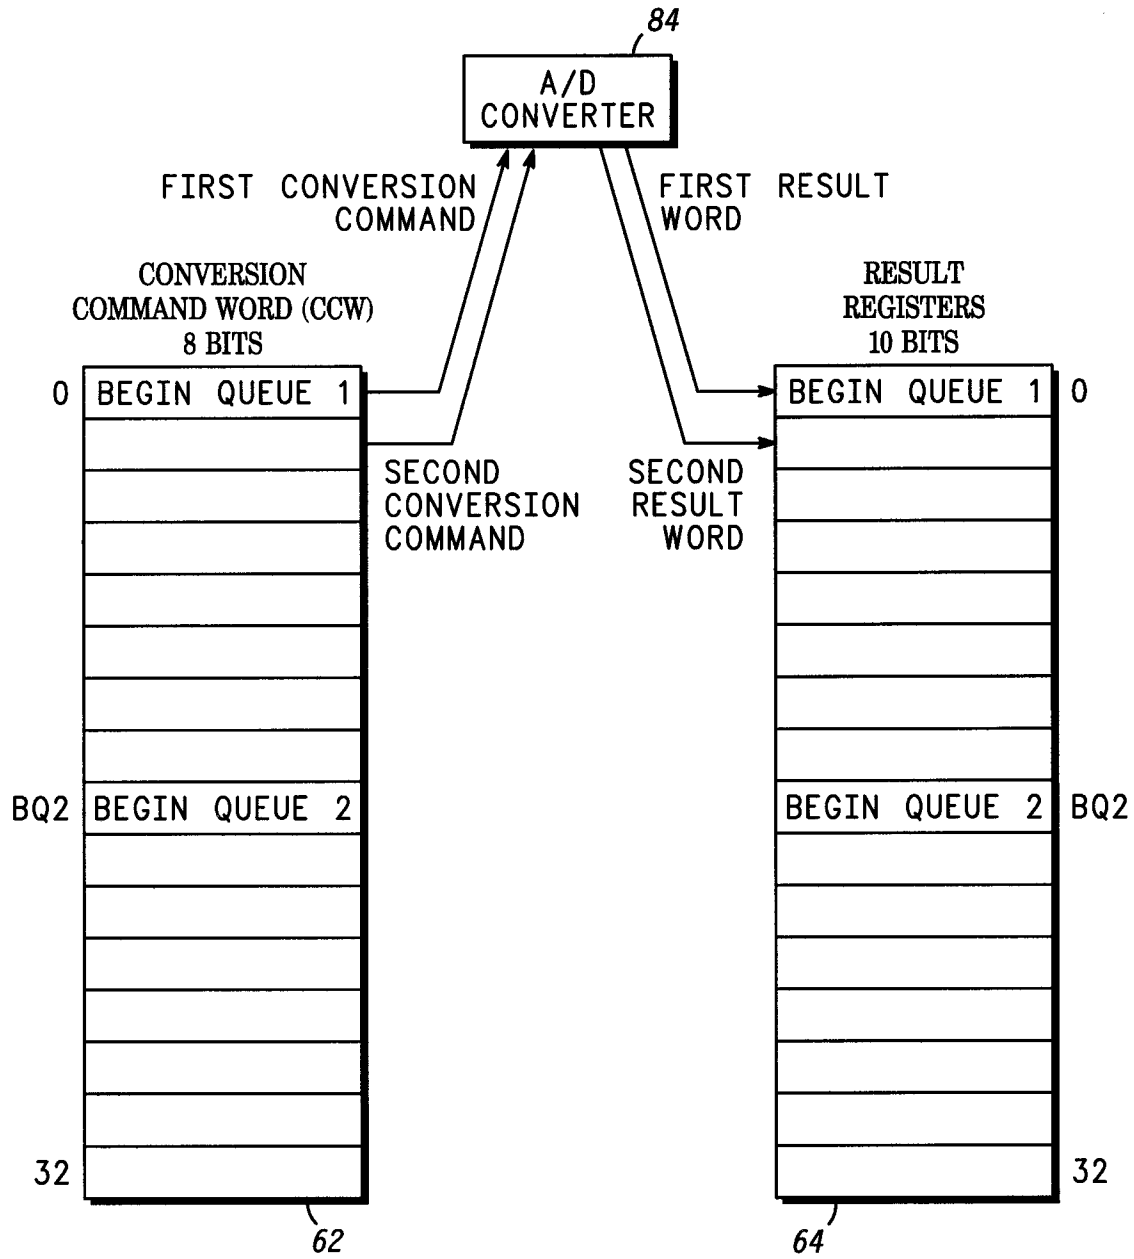 84
A/D
CONVERTER
FIRST CONVERSION
COMMAND
FIRST RESULT
WORD
CONVERSION
COMMAND WORD (CCW)
8 BITS
RESULT
REGISTERS
10 BITS
0
BEGIN QUEUE 1
BEGIN QUEUE 1
0
SECOND
CONVERSION
COMMAND
SECOND
RESULT
WORD
BQ2
BEGIN QUEUE 2
BEGIN QUEUE 2
BQ2
32
32
62
64